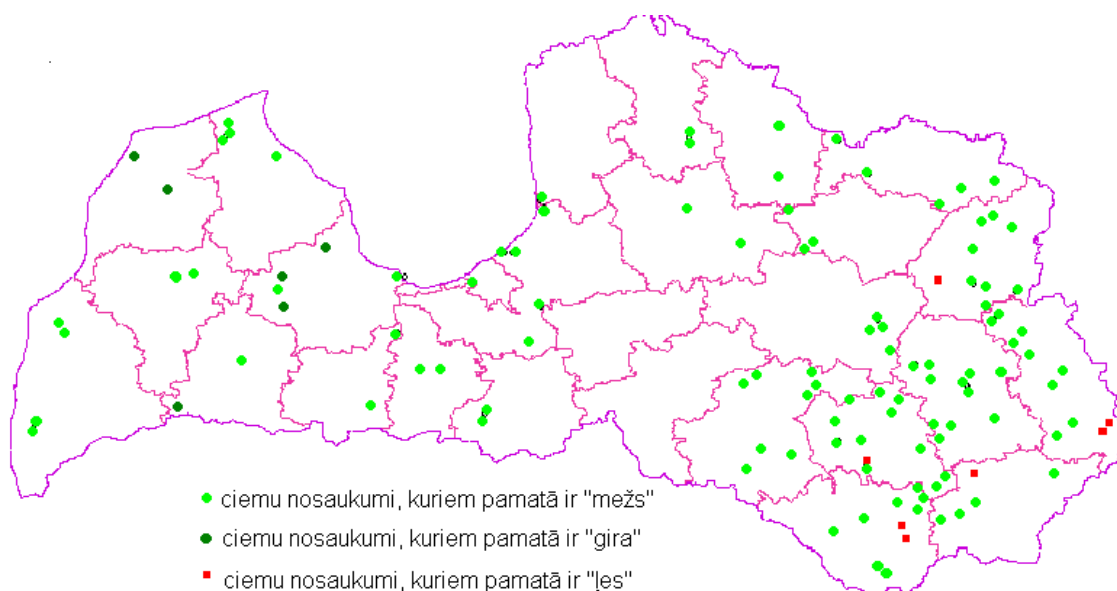 ciemu nosaukumi, kuriem pamatā ir "mežs"
ciemu nosaukumi, kuriem pamatā ir "gira"
ciemu nosaukumi, kuriem pamatā ir "ļes"